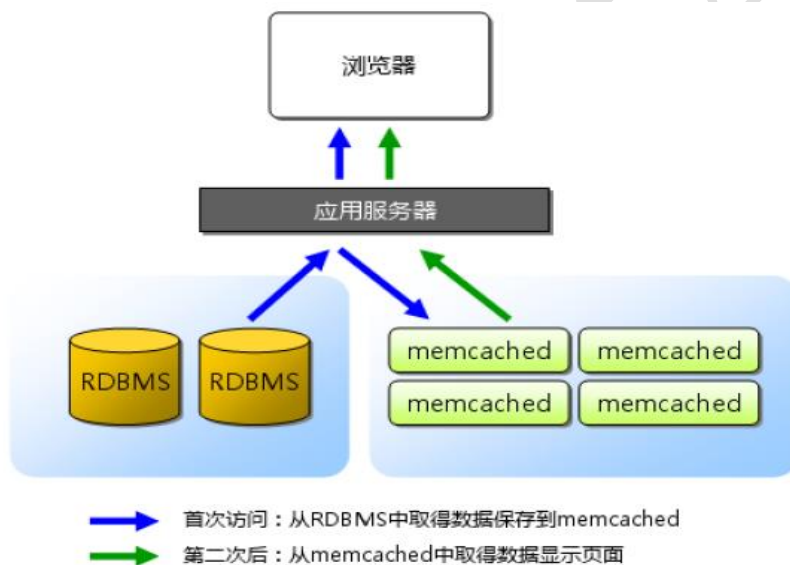 浏览器
应用服务器
RDBMS RDBMS
memcached memcached
memcached memcached
首次访问：从RDBMS中取得数据保存到memcached
第二次后：从memcached中取得数据显示页面